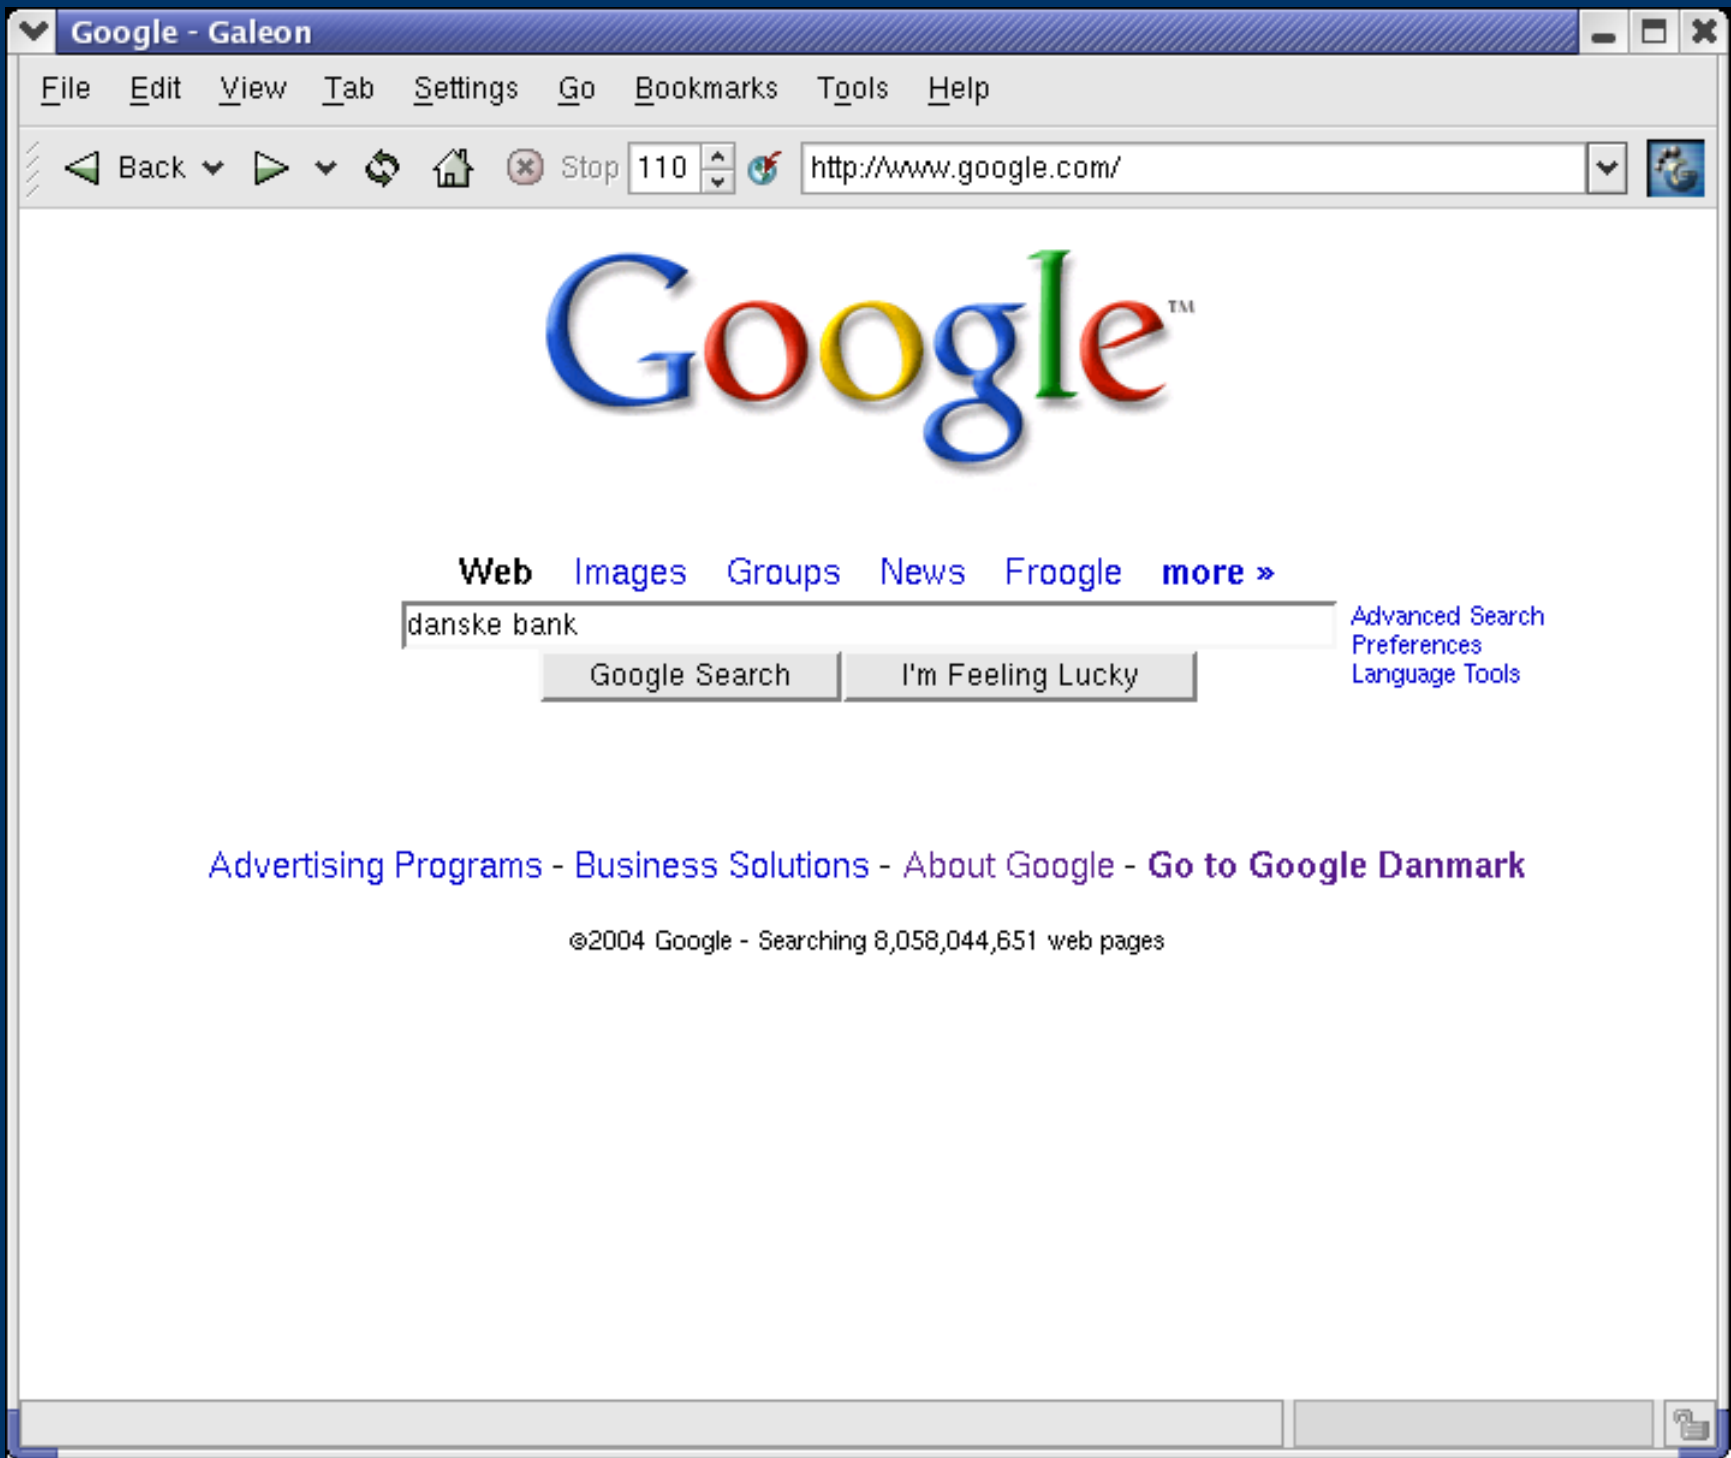 Google - Galeon
File Edit View Tab Settings Go Bookmarks Tools Help
Back Stop 110 http://www.google.com/
Google™
Web Images Groups News Froogle more »
danske bank
Advanced Search
Preferences
Language Tools
Google Search I'm Feeling Lucky
Advertising Programs - Business Solutions - About Google - Go to Google Danmark
©2004 Google - Searching 8,058,044,651 web pages